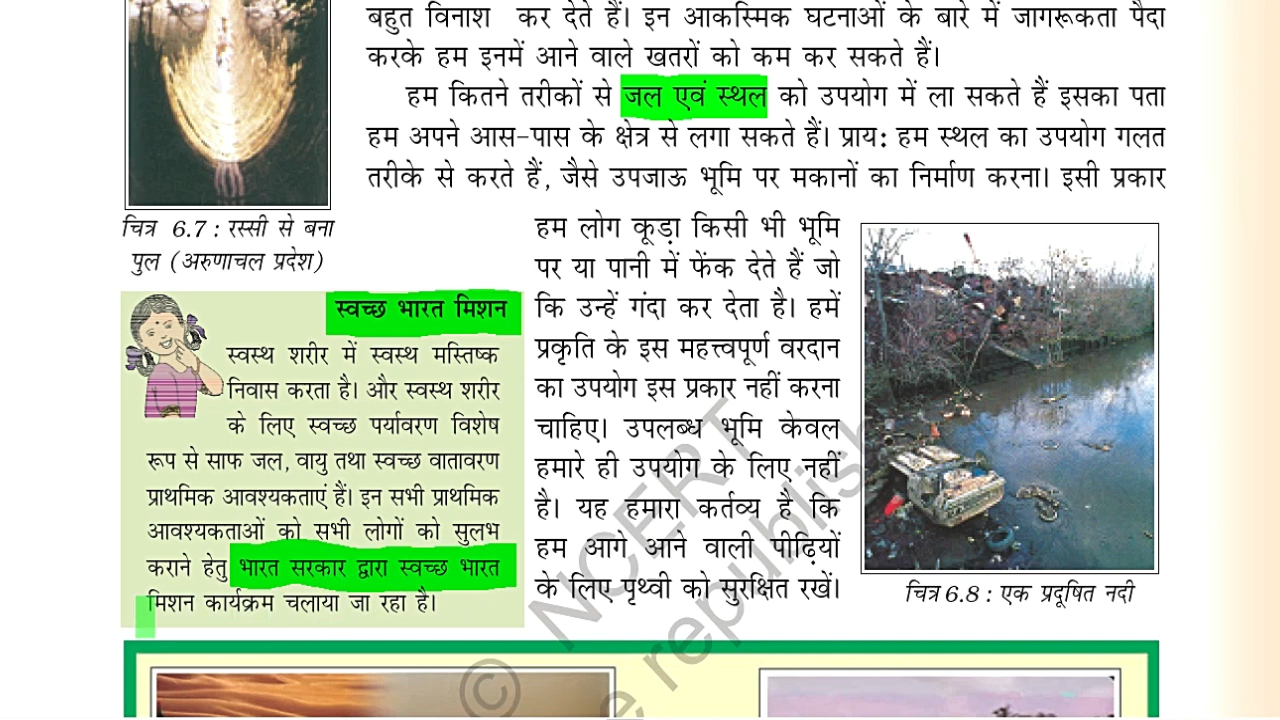 बहुत विनाश कर देते हैं। इन आकस्मिक घटनाओं के बारे में जागरूकता पैदा
करके हम इनमें आने वाले खतरों को कम कर सकते हैं।
हम कितने तरीकों से जल एवं स्थल को उपयोग में ला सकते हैं इसका पता
हम अपने आस-पास के क्षेत्र से लगा सकते हैं। प्राय: हम स्थल का उपयोग गलत
तरीके से करते हैं, जैसे उपजाऊ भूमि पर मकानों का निर्माण करना। इसी प्रकार
हम लोग कूड़ा किसी भी भूमि
पर या पानी में फेंक देते हैं जो
कि उन्हें गंदा कर देता है। हमें
प्रकृति के इस महत्त्वपूर्ण वरदान
का उपयोग इस प्रकार नहीं करना
चाहिए। उपलब्ध भूमि केवल
हमारे ही उपयोग के लिए नहीं
है। यह हमारा कर्तव्य है कि
हम आगे आने वाली पीढ़ियों
के लिए पृथ्वी को सुरक्षित रखें।
चित्र 6.7 : रस्सी से बना
पुल (अरुणाचल प्रदेश)
स्वच्छ भारत मिशन
स्वस्थ शरीर में स्वस्थ मस्तिष्क
निवास करता है। और स्वस्थ शरीर
के लिए स्वच्छ पर्यावरण विशेष
रूप से साफ जल, वायु तथा स्वच्छ वातावरण
प्राथमिक आवश्यकताएं हैं। इन सभी प्राथमिक
आवश्यकताओं को सभी लोगों को सुलभ
कराने हेतु भारत सरकार द्वारा स्वच्छ भारत
मिशन कार्यक्रम चलाया जा रहा है।
चित्र 6.8 : एक प्रदूषित नदी
© NCERT
e republish